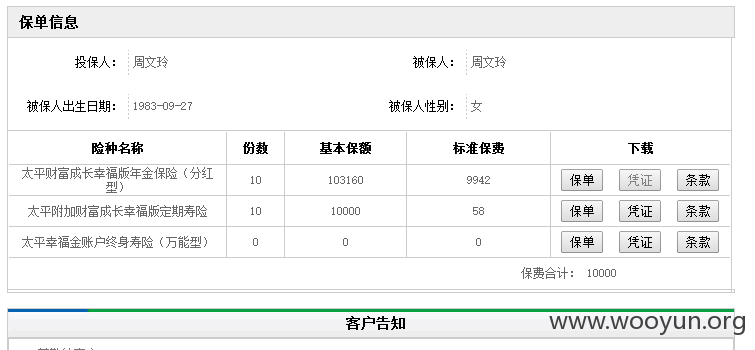 保单信息
投保人： 周文玲 被保人： 周文玲
被保人出生日期： 1983-09-27 被保人性别： 女
险种名称 份数 基本保额 标准保费 下载
太平财富成长幸福版年金保险（分红
型） 10 103160 9942 保单 凭证 条款
太平附加财富成长幸福版定期寿险 10 10000 58 保单 凭证 条款
太平幸福金账户终身寿险（万能型） 0 0 0 保单 凭证 条款
保费合计： 10000
客户告知
www.wooyun.org